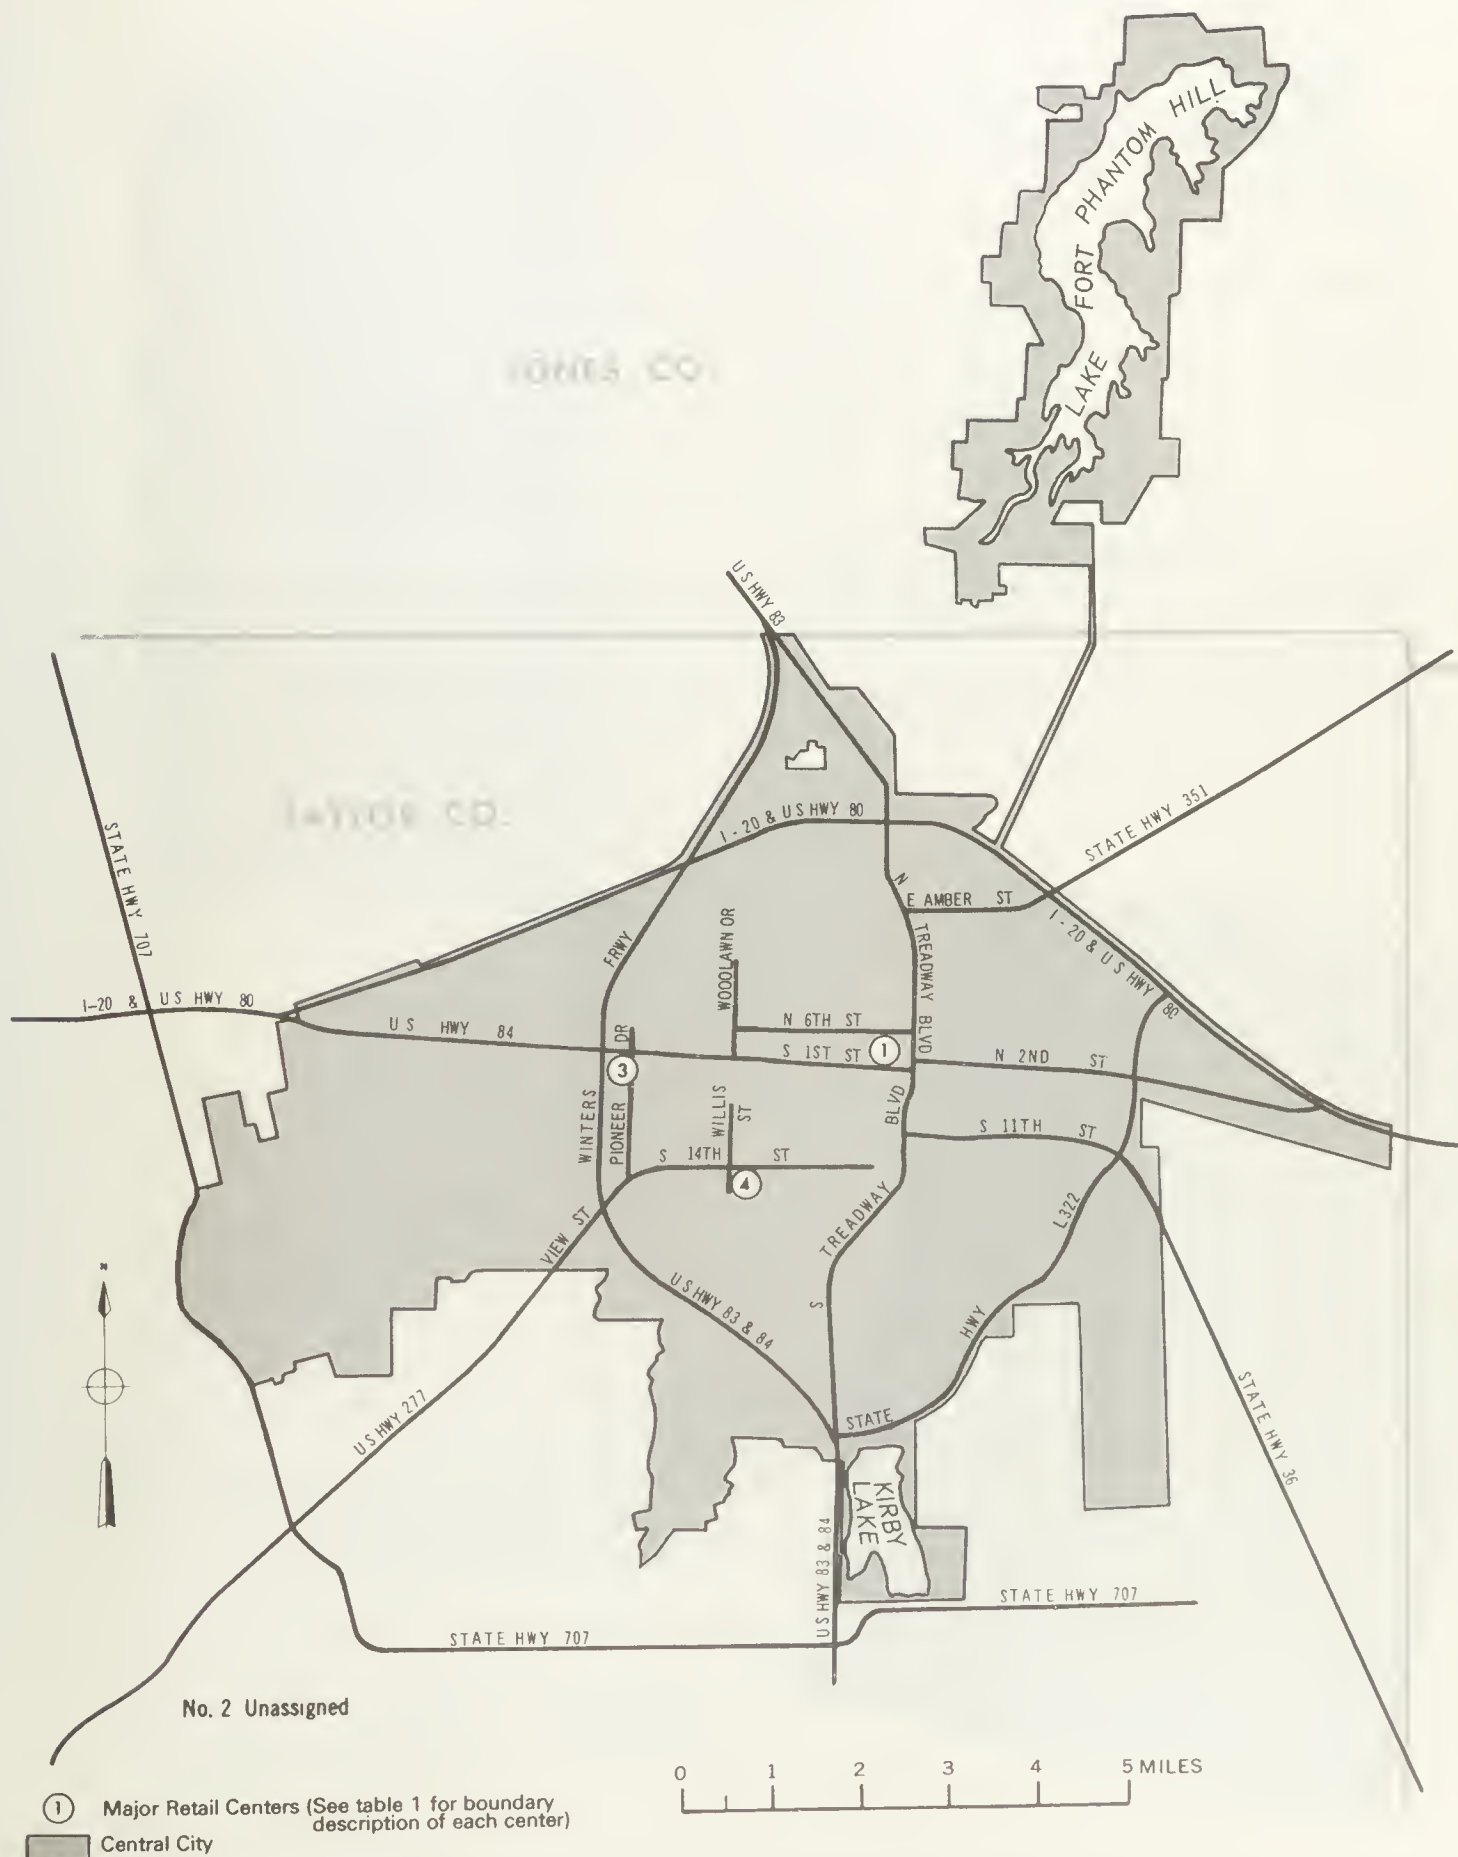 LAKE FORT PHANTOM HILL
JONES CO.
US HWY 83
TAYLOR CO.
STATE HWY 707
I-20 & US HWY 80
STATE HWY 351
N
E AMBER ST
I-20 & US HWY 80
FRWY
WOODLAWN DR
TREADWAY BLVD
I-20 & US HWY 80
US HWY 84
N 6TH ST
DR
S 1ST ST
1
N 2ND ST
3
WINTERS
PIONEER
WILLIS ST
BLVD
S 11TH ST
S 14TH ST
4
TREADWAY
L322
VIEW ST
N
US HWY 83 & 84
S
HWY
STATE
US HWY 277
STATE HWY 36
KIRBY
LAKE
US HWY 83 & 84
STATE HWY 707
STATE HWY 707
No. 2 Unassigned
0 1 2 3 4 5 MILES
1 Major Retail Centers (See table 1 for boundary
description of each center)
Central City